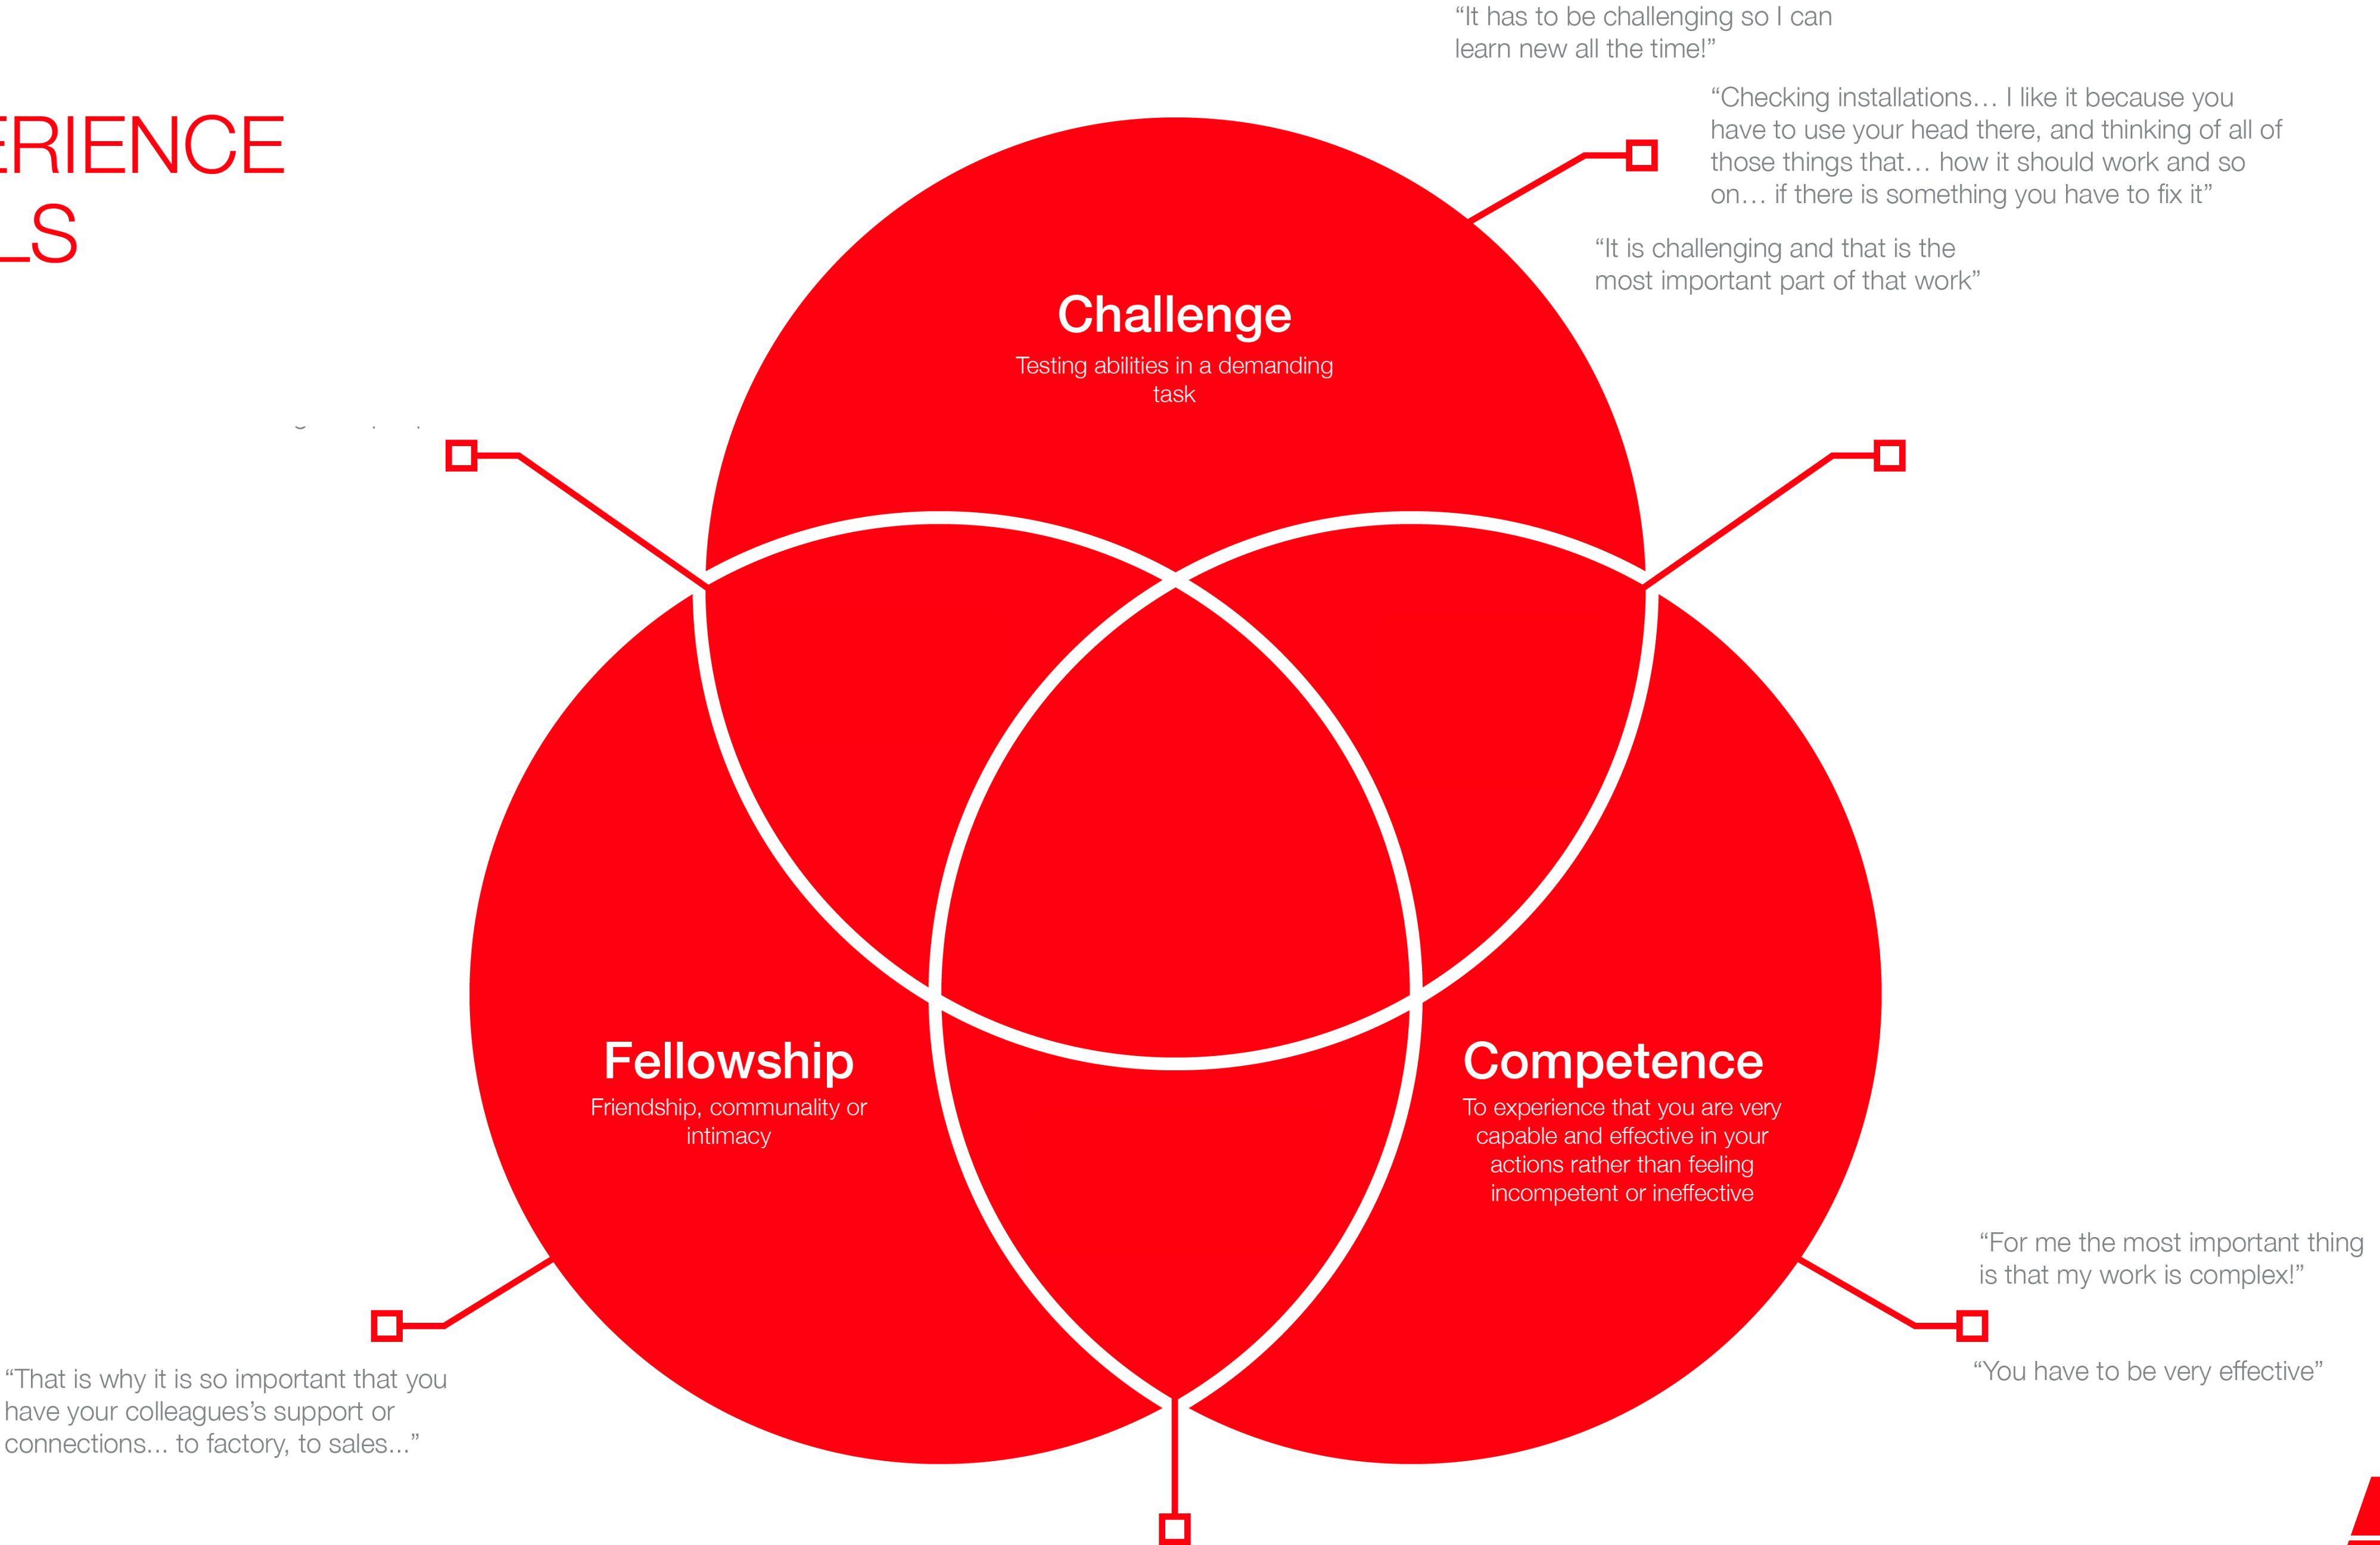 ERIENCE
LS
“It has to be challenging so I can
learn new all the time!”
“Checking installations… I like it because you
have to use your head there, and thinking of all of
those things that… how it should work and so
on… if there is something you have to fix it”
“It is challenging and that is the
most important part of that work”
Challenge
Testing abilities in a demanding
task
Fellowship
Friendship, communality or
intimacy
Competence
To experience that you are very
capable and effective in your
actions rather than feeling
incompetent or ineffective
“For me the most important thing
is that my work is complex!”
“You have to be very effective”
“That is why it is so important that you
have your colleagues’s support or
connections... to factory, to sales...”